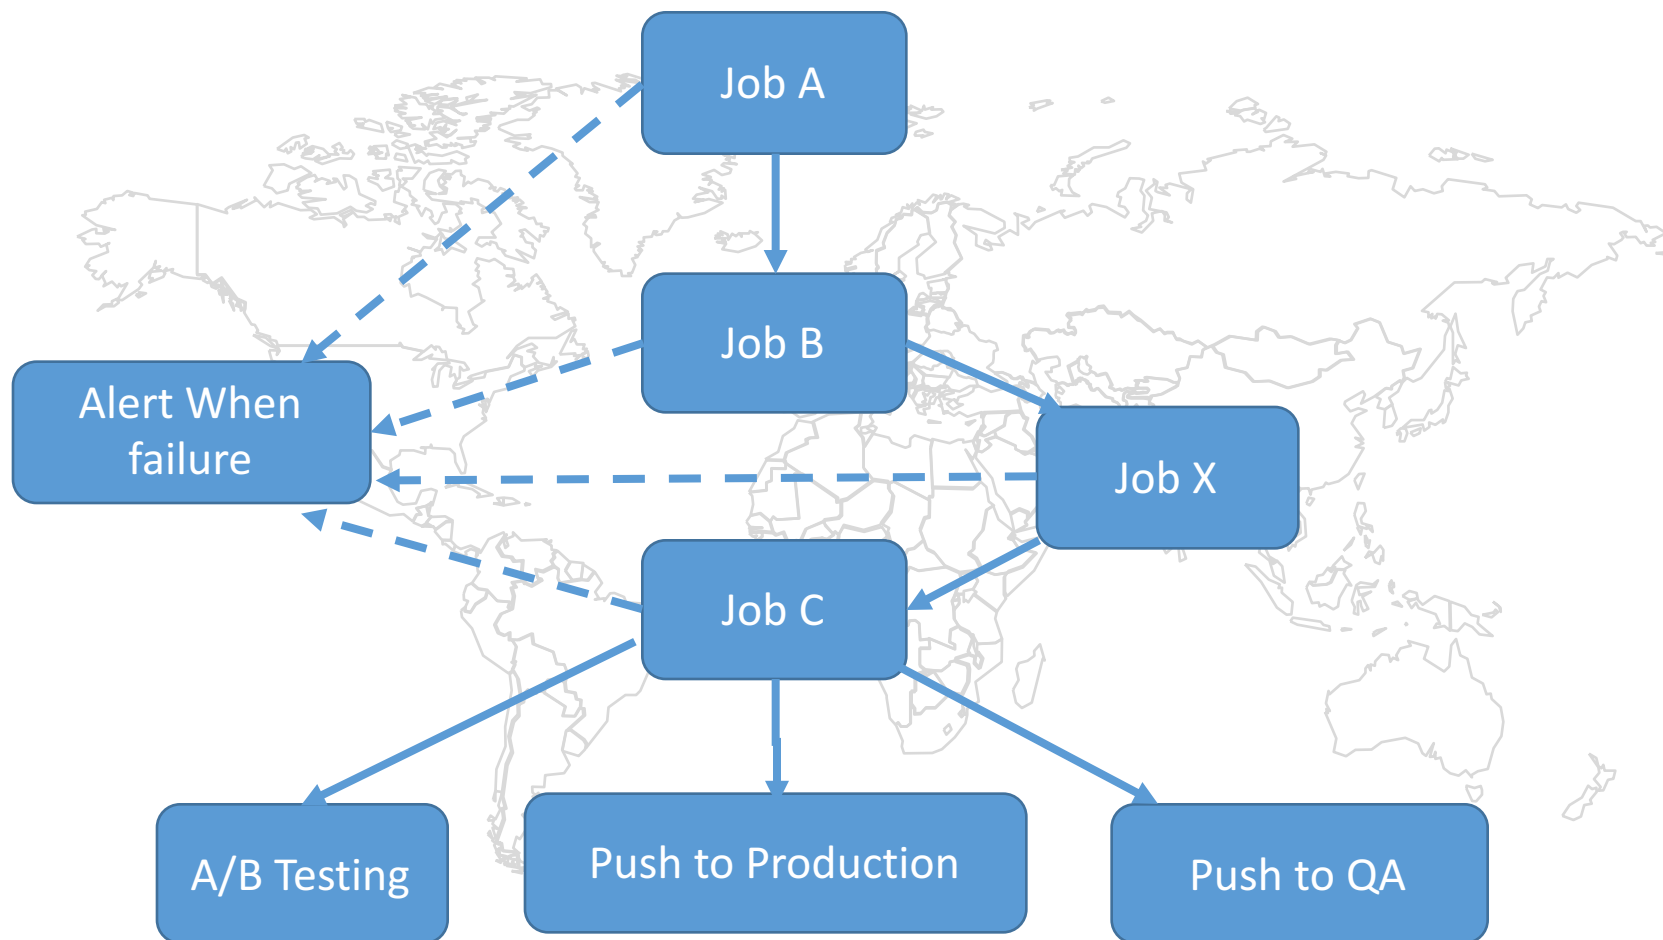 Job A
Job B
Alert When
failure
Job X
Job C
A/B Testing
Push to Production
Push to QA